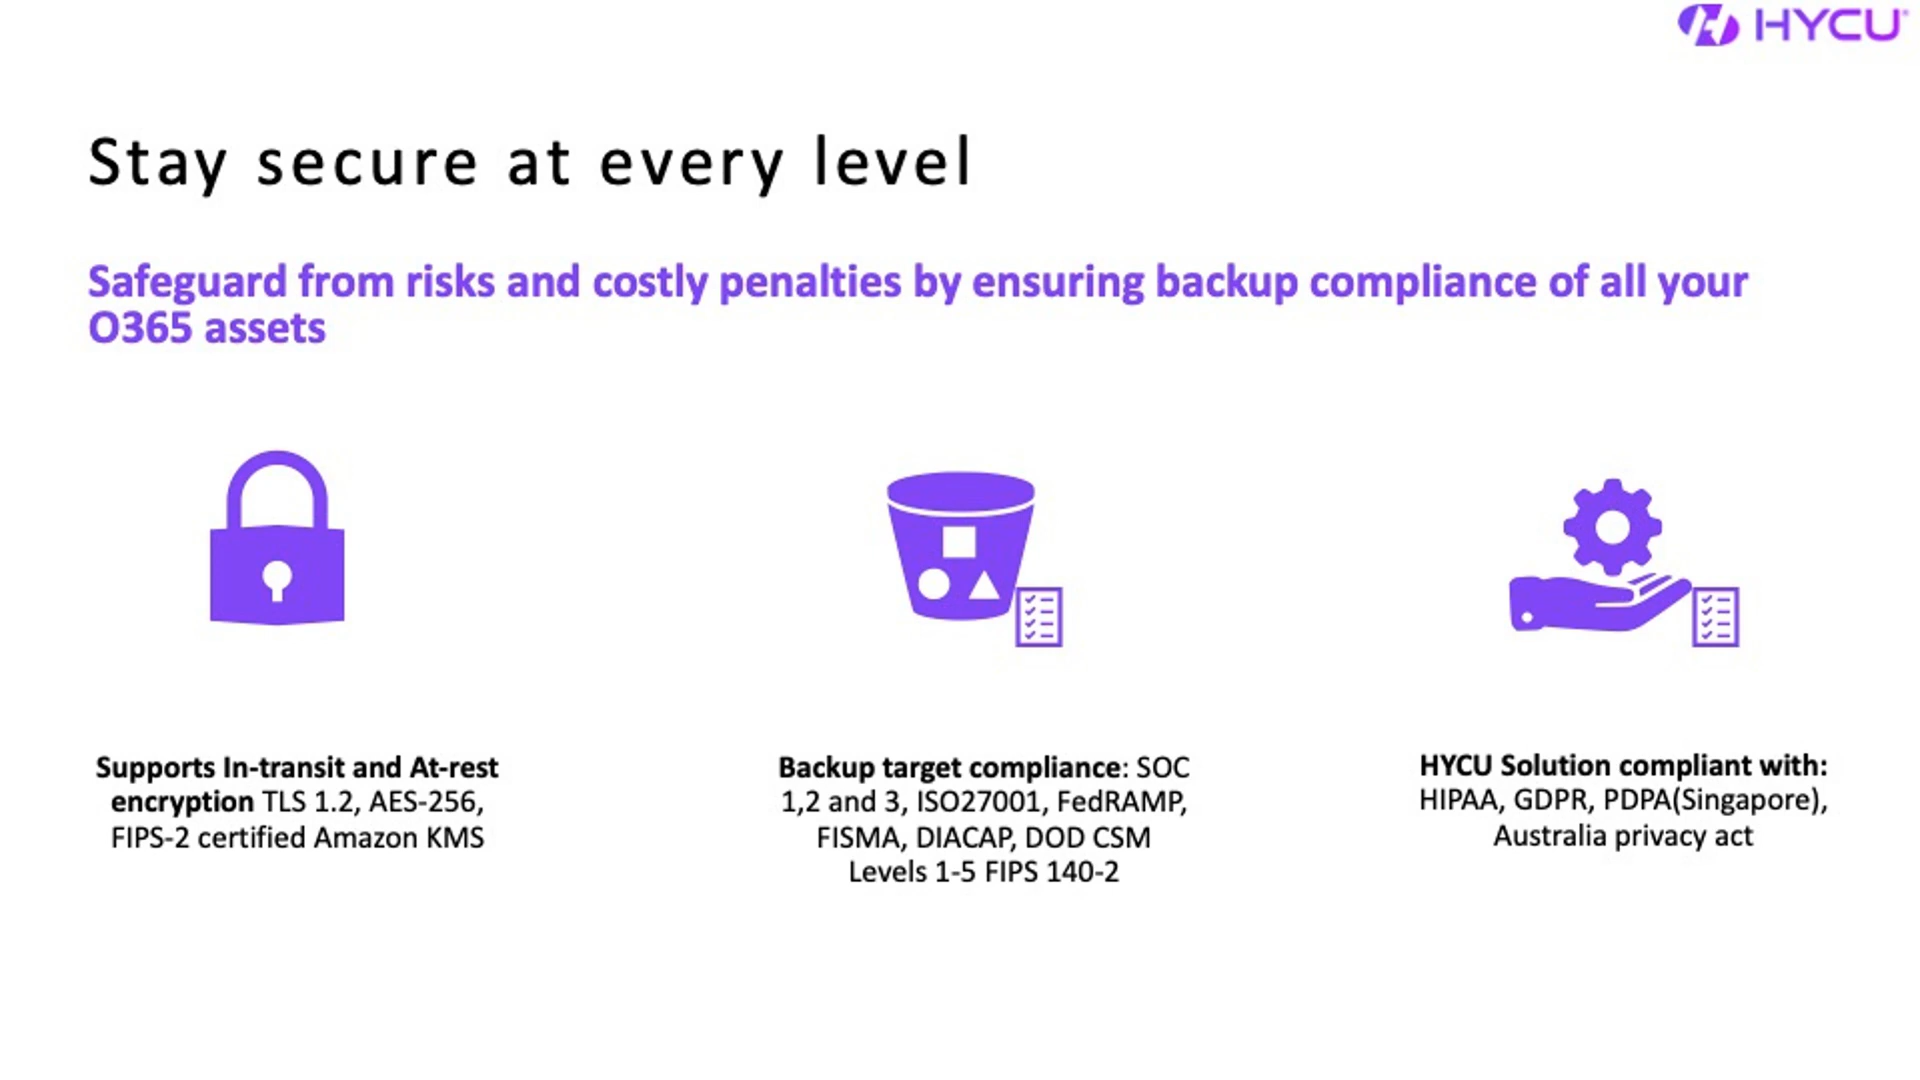 HYCU
Stay secure at every level
Safeguard from risks and costly penalties by ensuring backup compliance of all your
O365 assets
Supports In-transit and At-rest
encryption TLS 1.2, AES-256,
FIPS-2 certified Amazon KMS
Backup target compliance: SOC
1,2 and 3, ISO27001, FedRAMP,
FISMA, DIACAP, DOD CSM
Levels 1-5 FIPS 140-2
HYCU Solution compliant with:
HIPAA, GDPR, PDPA(Singapore),
Australia privacy act